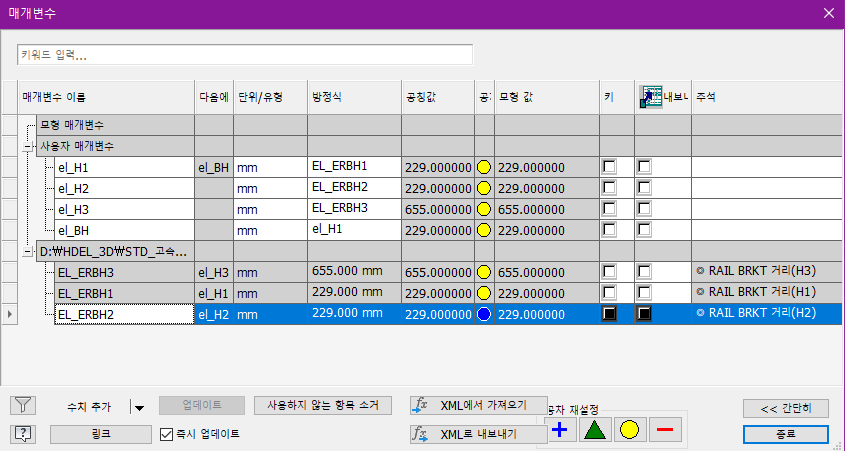 매개변수
키워드 입력...
매개변수 이름 다음에 단위/유형 방정식 공칭값 공: 모형 값 키 내보니 주석
모형 매개변수
사용자 매개변수
el_H1 el_BH mm EL_ERBH1 229.000000 229.000000
el_H2 mm EL_ERBH2 229.000000 229.000000
el_H3 mm EL_ERBH3 655.000000 655.000000
el_BH mm el_H1 229.000000 229.000000
D:₩HDEL_3D₩STD_고속...
EL_ERBH3 el_H3 mm 655.000 mm 655.000000 655.000000 ◎ RAIL BRKT 거리(H3)
EL_ERBH1 el_H1 mm 229.000 mm 229.000000 229.000000 ◎ RAIL BRKT 거리(H1)
EL_ERBH2 el_H2 mm 229.000 mm 229.000000 229.000000 ◎ RAIL BRKT 거리(H2)
수치 추가 업데이트 사용하지 않는 항목 소거 fx XML에서 가져오기 공차 재설정 << 간단히
링크 즉시 업데이트 fx XML로 내보내기 종료